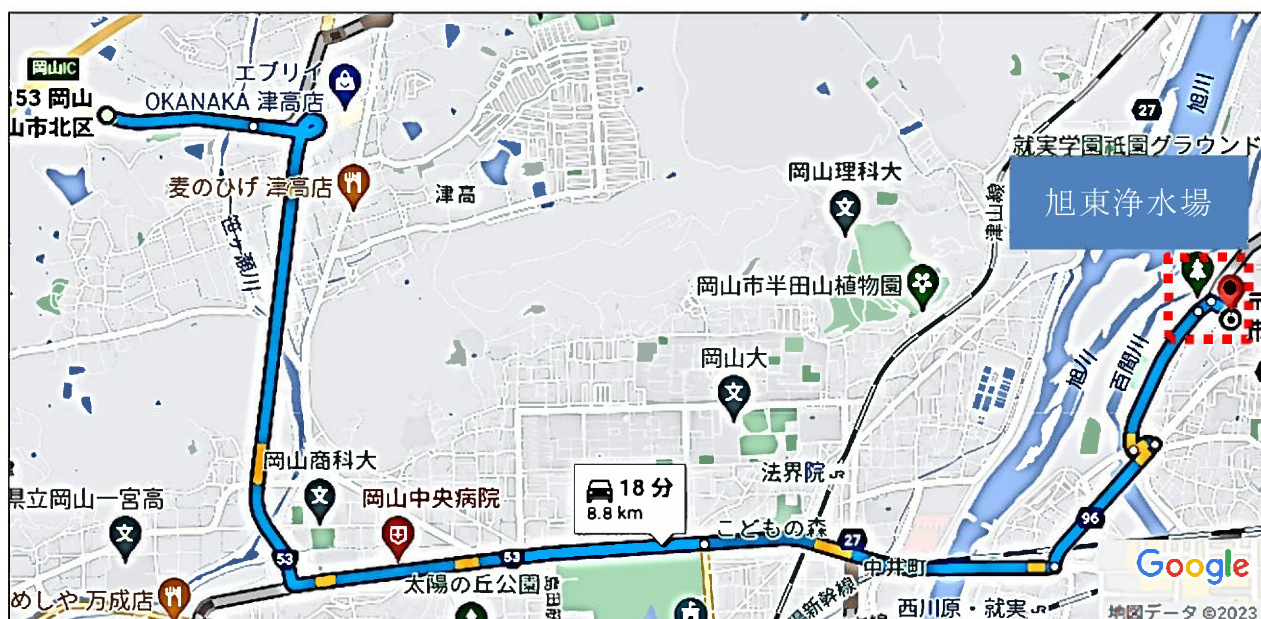 岡山IC
エブリイ
OKANAKA 津高店
153 岡山
山市北区
27
旭川
就実学園祇園グラウンド
旭東浄水場
麦のひげ 津高店
津高
岡山理科大
津山線
笹ヶ瀬川
岡山市半田山植物園
市
岡山大
旭川
百間川
岡山商科大
法界院 JR
県立岡山一宮高
岡山中央病院
18 分
8.8 km
こどもの森
27
96
53
53
中井町
Google
太陽の丘公園
めしや 万成店
新幹線
西川原・就実 JR
地図データ ©2023